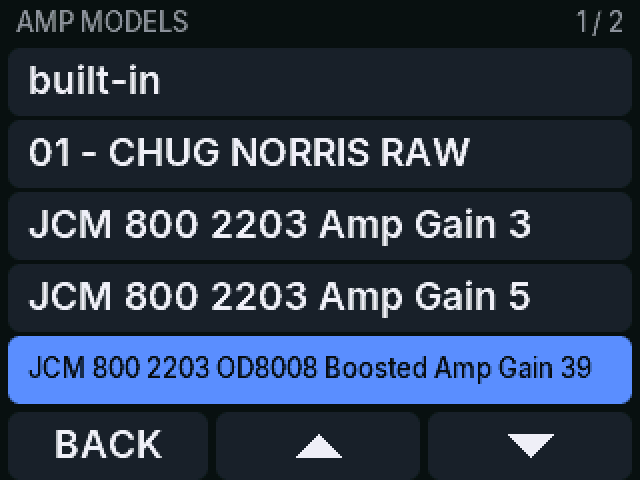 AMP MODELS 1 / 2
built-in
01 - CHUG NORRIS RAW
JCM 800 2203 Amp Gain 3
JCM 800 2203 Amp Gain 5
JCM 800 2203 OD8008 Boosted Amp Gain 39
BACK